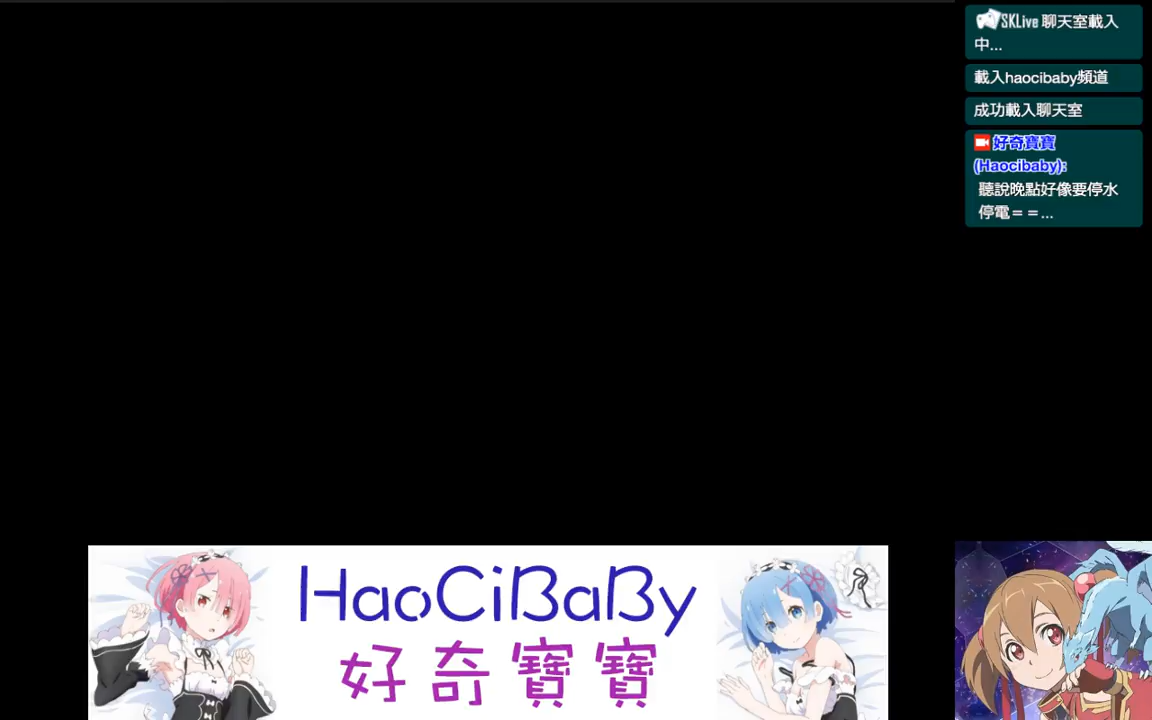 SKLive 聊天室載入
中...
載入haocibaby頻道
成功載入聊天室
好奇寶寶
(Haocibaby):
聽說晚點好像要停水
停電＝＝...
HaoCiBaBy
好奇寶寶